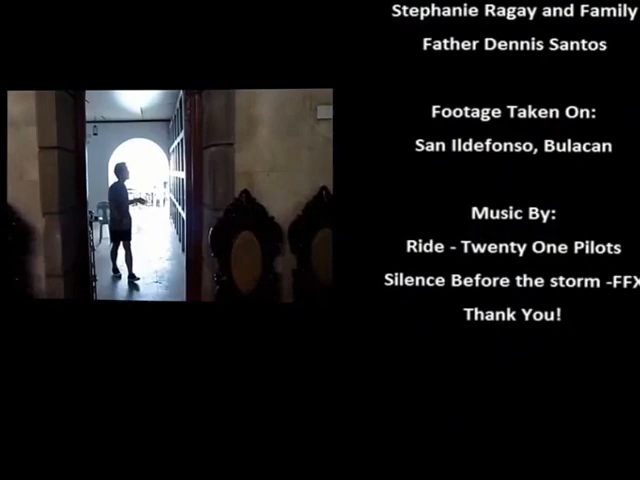 Stephanie Ragay and Family
Father Dennis Santos
Footage Taken On:
San Ildefonso, Bulacan
Music By:
Ride - Twenty One Pilots
Silence Before the storm -FFX
Thank You!